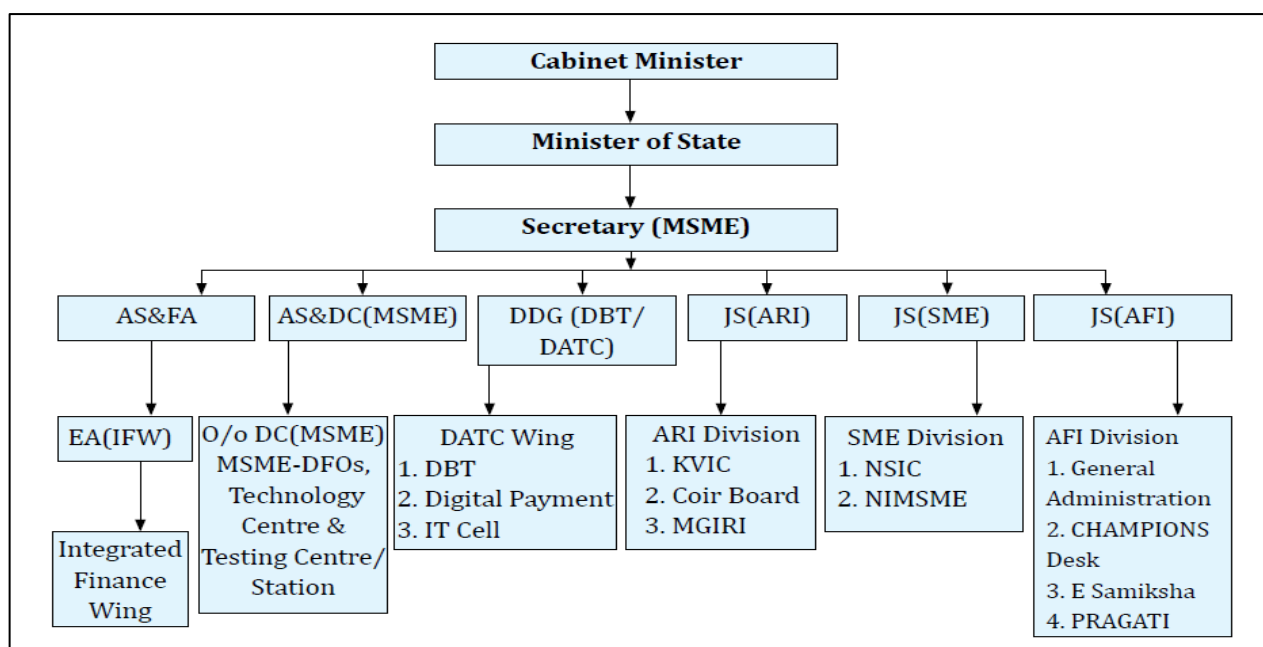 Cabinet Minister
Minister of State
Secretary (MSME)
AS&FA
AS&DC(MSME)
DDG (DBT/
DATC)
JS(ARI)
JS(SME)
JS(AFI)
EA(IFW)
Integrated
Finance
Wing
O/o DC(MSME)
MSME-DFOs,
Technology
Centre &
Testing Centre/
Station
DATC Wing
1. DBT
2. Digital Payment
3. IT Cell
ARI Division
1. KVIC
2. Coir Board
3. MGIRI
SME Division
1. NSIC
2. NIMSME
AFI Division
1. General
Administration
2. CHAMPIONS
Desk
3. E Samiksha
4. PRAGATI